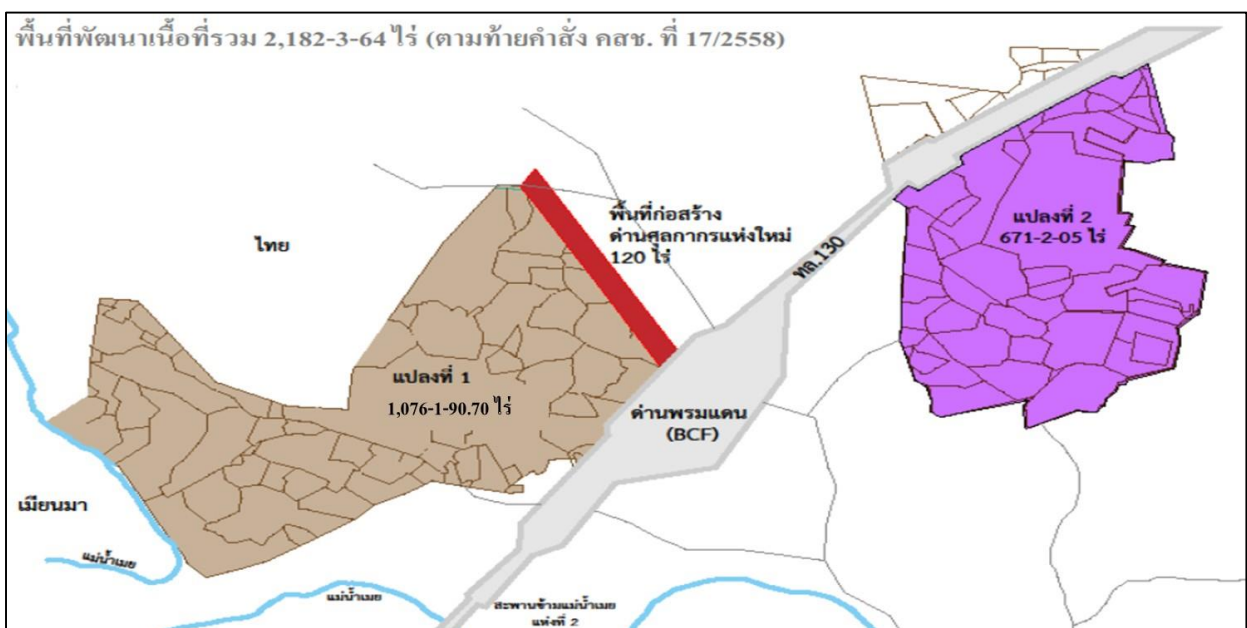 พื้นที่พัฒนาเนื้อที่รวม 2,182-3-64 ไร่ (ตามท้ายคำสั่ง คสช. ที่ 17/2558)
ไทย
พื้นที่ก่อสร้าง
ด่านศุลกากรแห่งใหม่
120 ไร่
ทล.130
แปลงที่ 2
671-2-05 ไร่
แปลงที่ 1
1,076-1-90.70 ไร่
ด่านพรมแดน
(BCF)
เมียนมา
แม่น้ำเมย
แม่น้ำเมย
สะพานข้ามแม่น้ำเมย
แห่งที่ 2